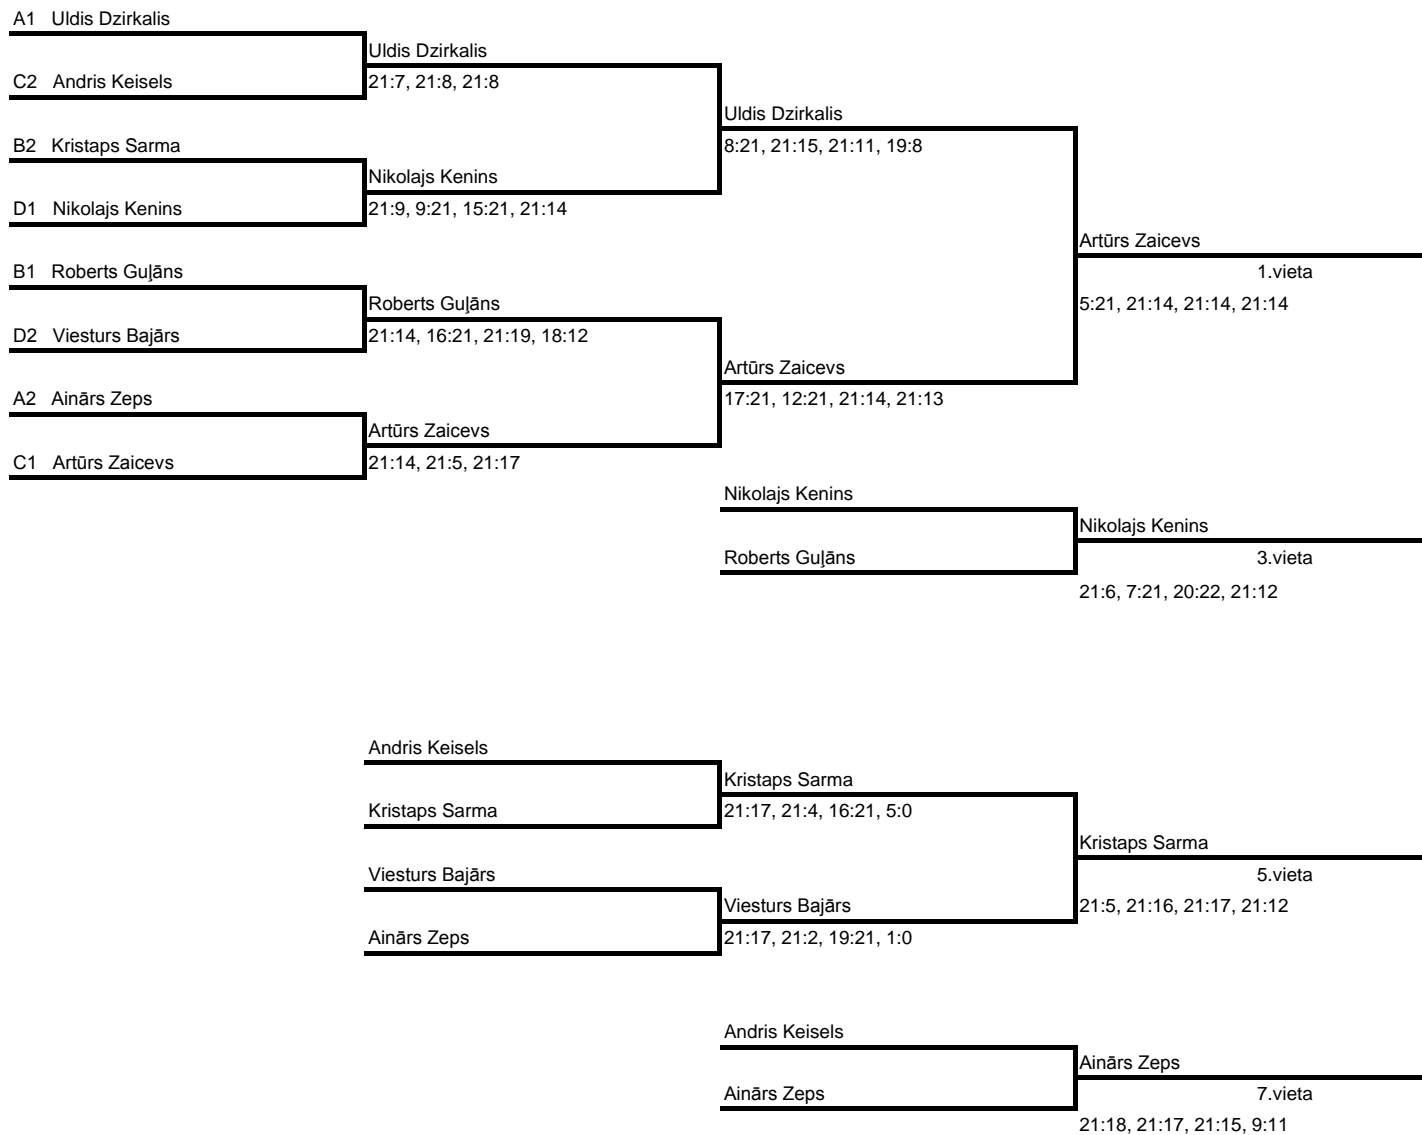 A1 Uldis Dzirkalis
Uldis Dzirkalis
C2 Andris Keisels
21:7, 21:8, 21:8
Uldis Dzirkalis
B2 Kristaps Sarma
8:21, 21:15, 21:11, 19:8
Nikolajs Kenins
D1 Nikolajs Kenins
21:9, 9:21, 15:21, 21:14
Artūrs Zaicevs
B1 Roberts Guļāns
1.vieta
Roberts Guļāns
5:21, 21:14, 21:14, 21:14
D2 Viesturs Bajārs
21:14, 16:21, 21:19, 18:12
Artūrs Zaicevs
A2 Ainārs Zeps
17:21, 12:21, 21:14, 21:13
Artūrs Zaicevs
C1 Artūrs Zaicevs
21:14, 21:5, 21:17
Nikolajs Kenins
Nikolajs Kenins
Roberts Guļāns
3.vieta
21:6, 7:21, 20:22, 21:12
Andris Keisels
Kristaps Sarma
Kristaps Sarma
21:17, 21:4, 16:21, 5:0
Kristaps Sarma
Viesturs Bajārs
5.vieta
Viesturs Bajārs
21:5, 21:16, 21:17, 21:12
Ainārs Zeps
21:17, 21:2, 19:21, 1:0
Andris Keisels
Ainārs Zeps
Ainārs Zeps
7.vieta
21:18, 21:17, 21:15, 9:11